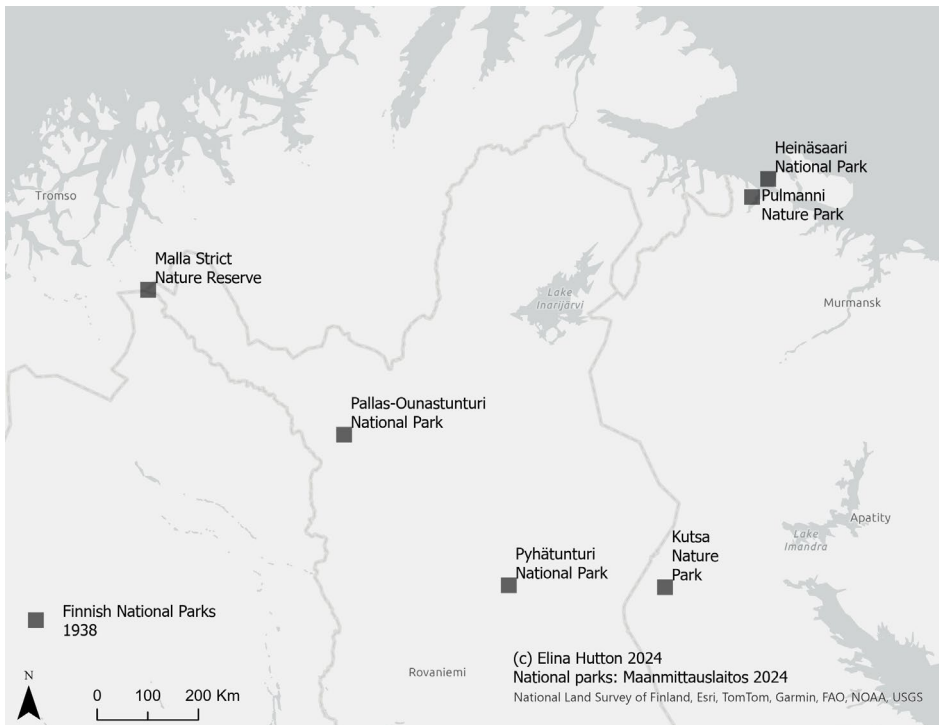 Heinäsaari
National Park
Pulmanni
Nature Park
Tromso
Malla Strict
Nature Reserve
Lake
Inarijärvi
Murmansk
Pallas-Ounastunturi
National Park
Apatity
Lake
Imandra
Kutsa
Nature
Park
Pyhätunturi
National Park
Finnish National Parks
1938
(c) Elina Hutton 2024
Rovaniemi
National parks: Maanmittauslaitos 2024
N
0 100 200 Km
National Land Survey of Finland, Esri, TomTom, Garmin, FAO, NOAA, USGS